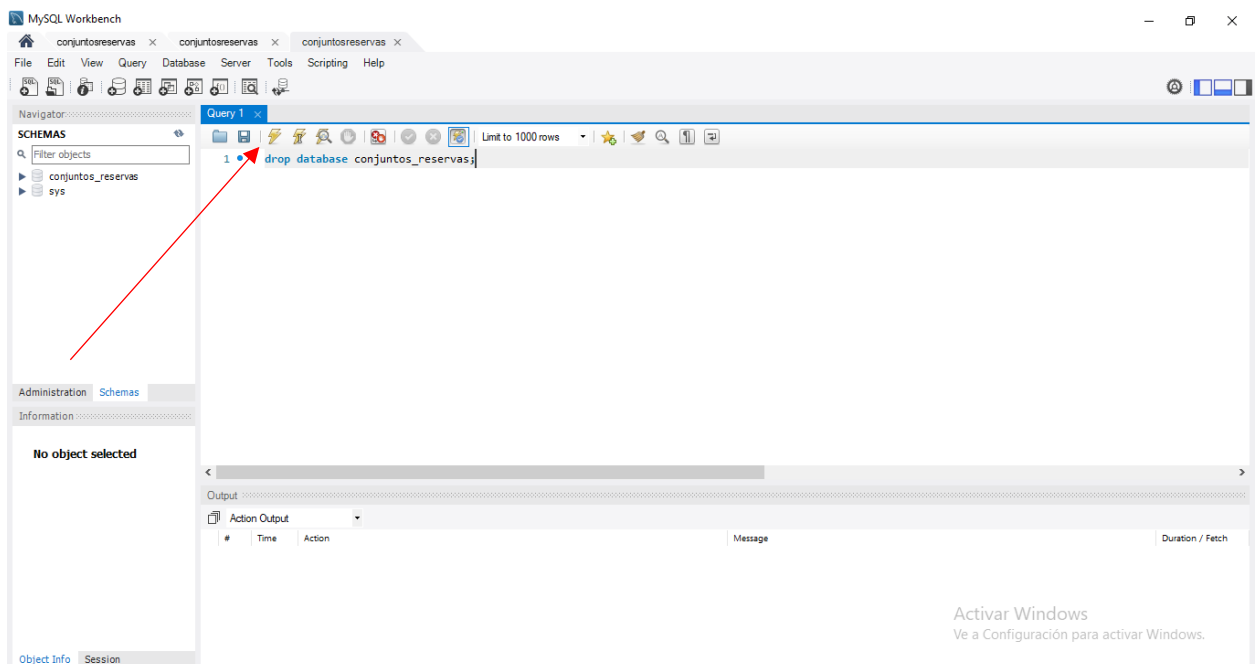 MySQL Workbench
conjuntosreservas × conjuntosreservas × conjuntosreservas ×
File Edit View Query Database Server Tools Scripting Help
Navigator
Query 1 ×
SCHEMAS
Limit to 1000 rows
Filter objects
1 drop database conjuntos_reservas;
conjuntos_reservas
sys
Administration Schemas
Information
No object selected
Output
Action Output
# Time Action Message Duration / Fetch
Activar Windows
Ve a Configuración para activar Windows.
Object Info Session